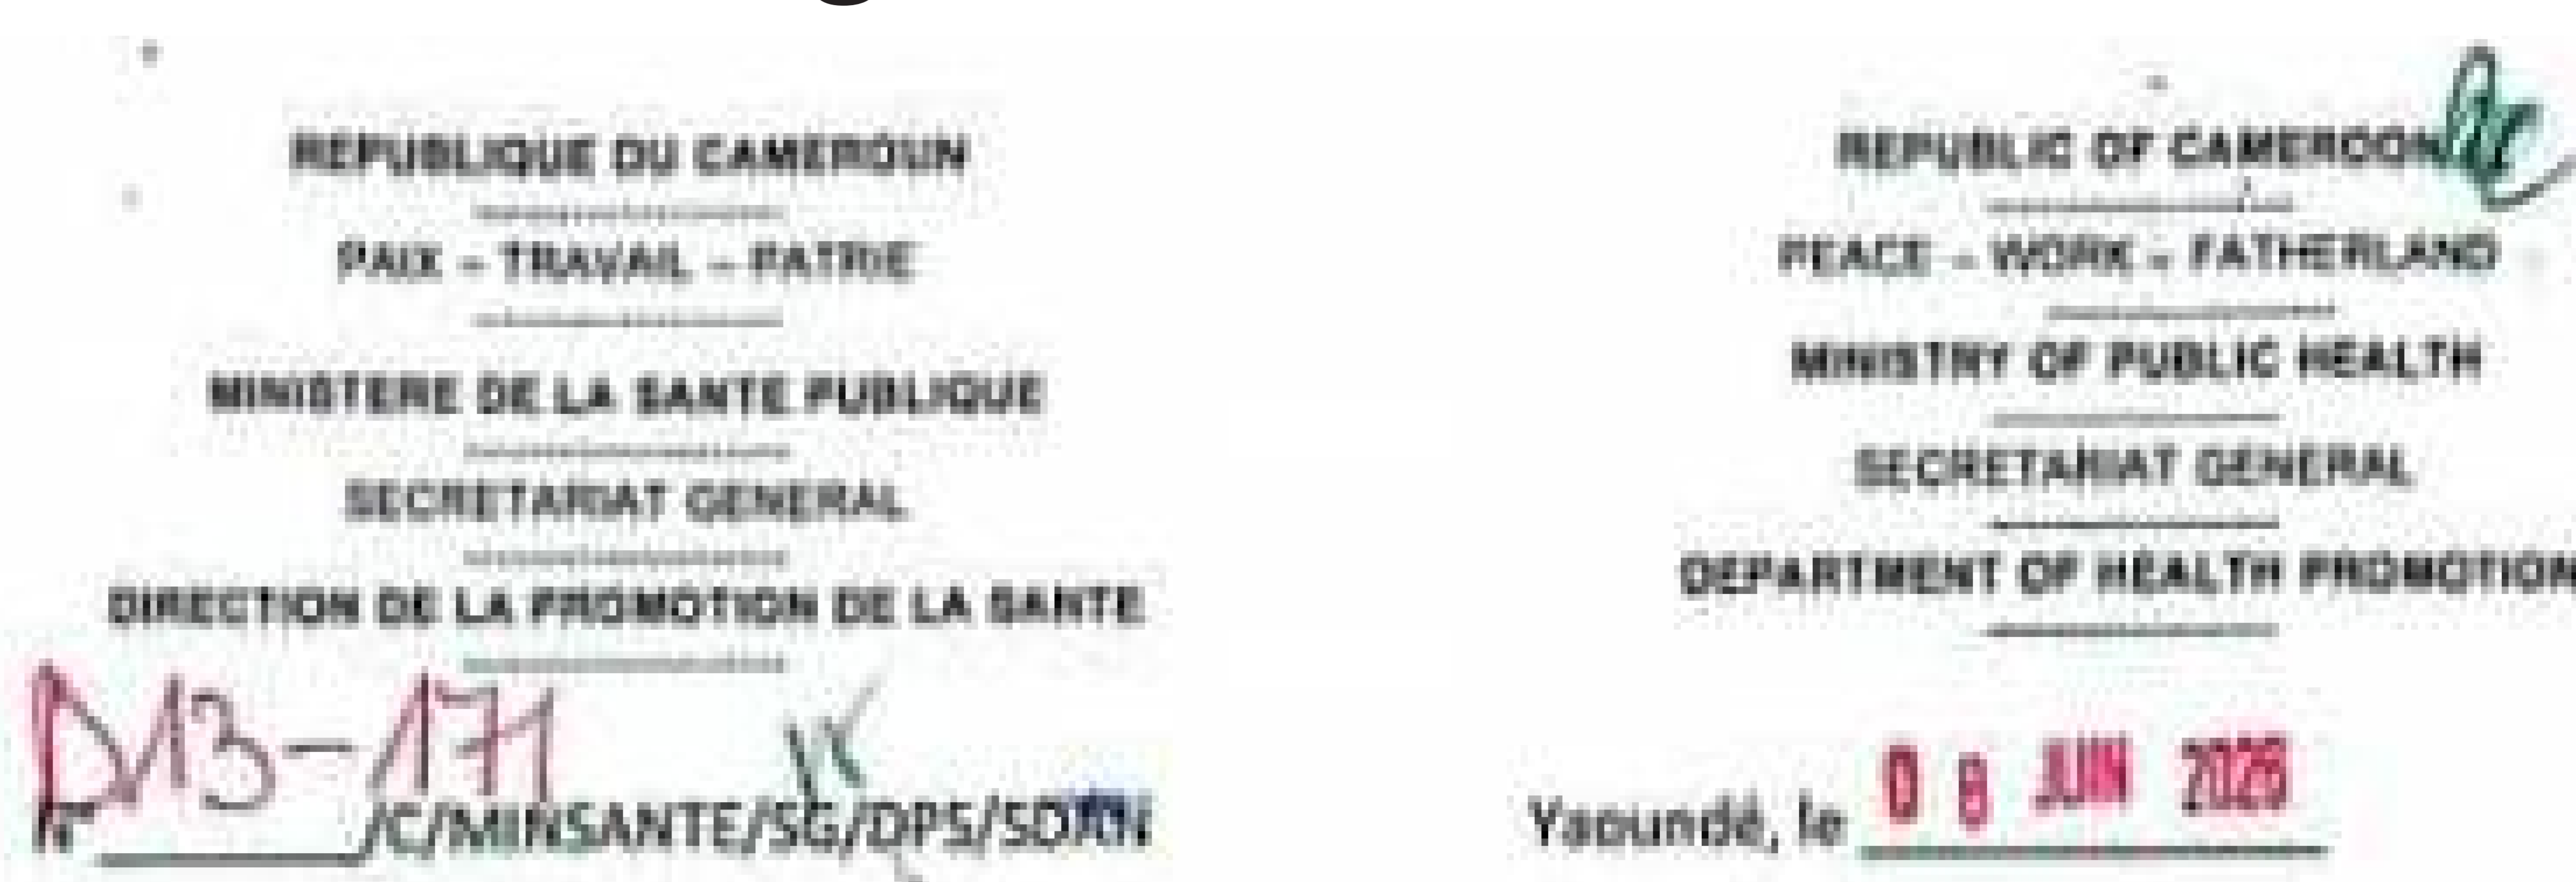 REPUBLIQUE DU CAMEROUN
PAIX – TRAVAIL – PATRIE
MINISTERE DE LA SANTE PUBLIQUE
SECRETARIAT GENERAL
DIRECTION DE LA PROMOTION DE LA SANTE
D13-171
N° /C/MINSANTE/SG/DPS/SDAN
REPUBLIC OF CAMEROON
PEACE – WORK – FATHERLAND
MINISTRY OF PUBLIC HEALTH
SECRETARIAT GENERAL
DEPARTMENT OF HEALTH PROMOTION
Yaoundé, le JUIN